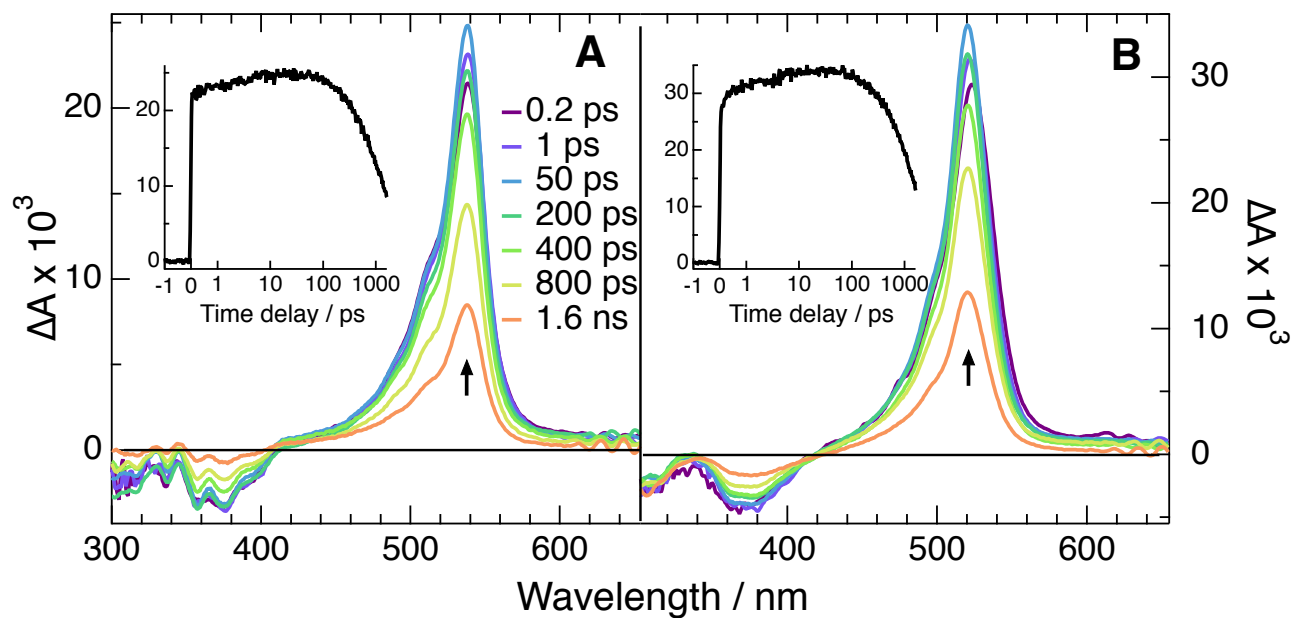 A
B
ΔA x 10³
20
10
0
0.2 ps
1 ps
50 ps
200 ps
400 ps
800 ps
1.6 ns
30
20
10
0
-1 0 1 10 100 1000
Time delay / ps
30
20
10
0
-1 0 1 10 100 1000
Time delay / ps
30
20
10
0
ΔA x 10³
300 400 500 600
400 500 600
Wavelength / nm